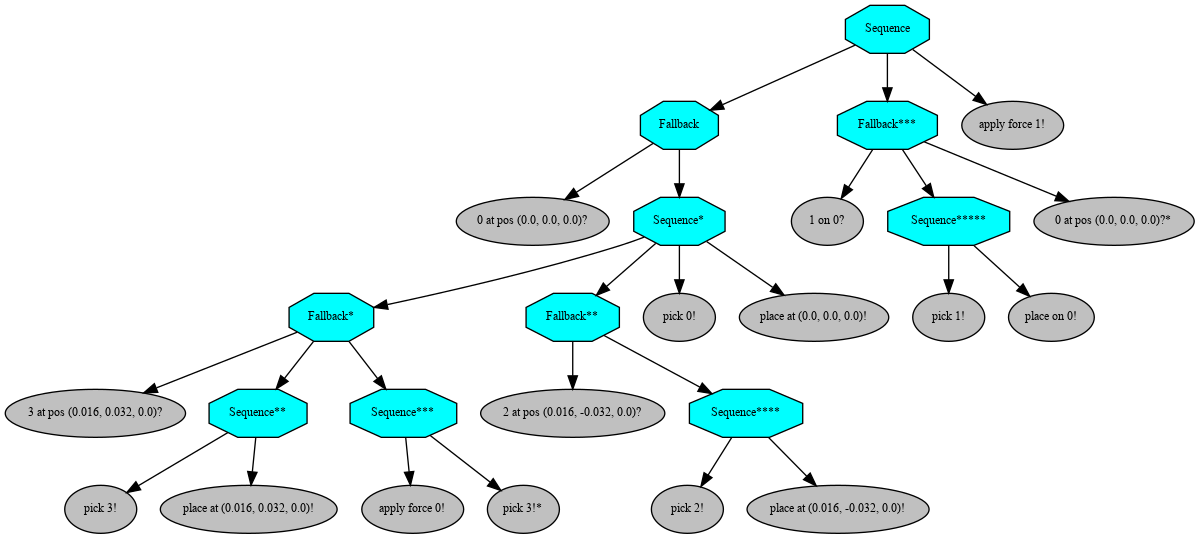 Sequence
Fallback
Fallback***
apply force 1!
0 at pos (0.0, 0.0, 0.0)?
Sequence*
1 on 0?
Sequence*****
0 at pos (0.0, 0.0, 0.0)?*
Fallback*
Fallback**
pick 0!
place at (0.0, 0.0, 0.0)!
pick 1!
place on 0!
3 at pos (0.016, 0.032, 0.0)?
Sequence**
Sequence***
2 at pos (0.016, -0.032, 0.0)?
Sequence****
pick 3!
place at (0.016, 0.032, 0.0)!
apply force 0!
pick 3!*
pick 2!
place at (0.016, -0.032, 0.0)!